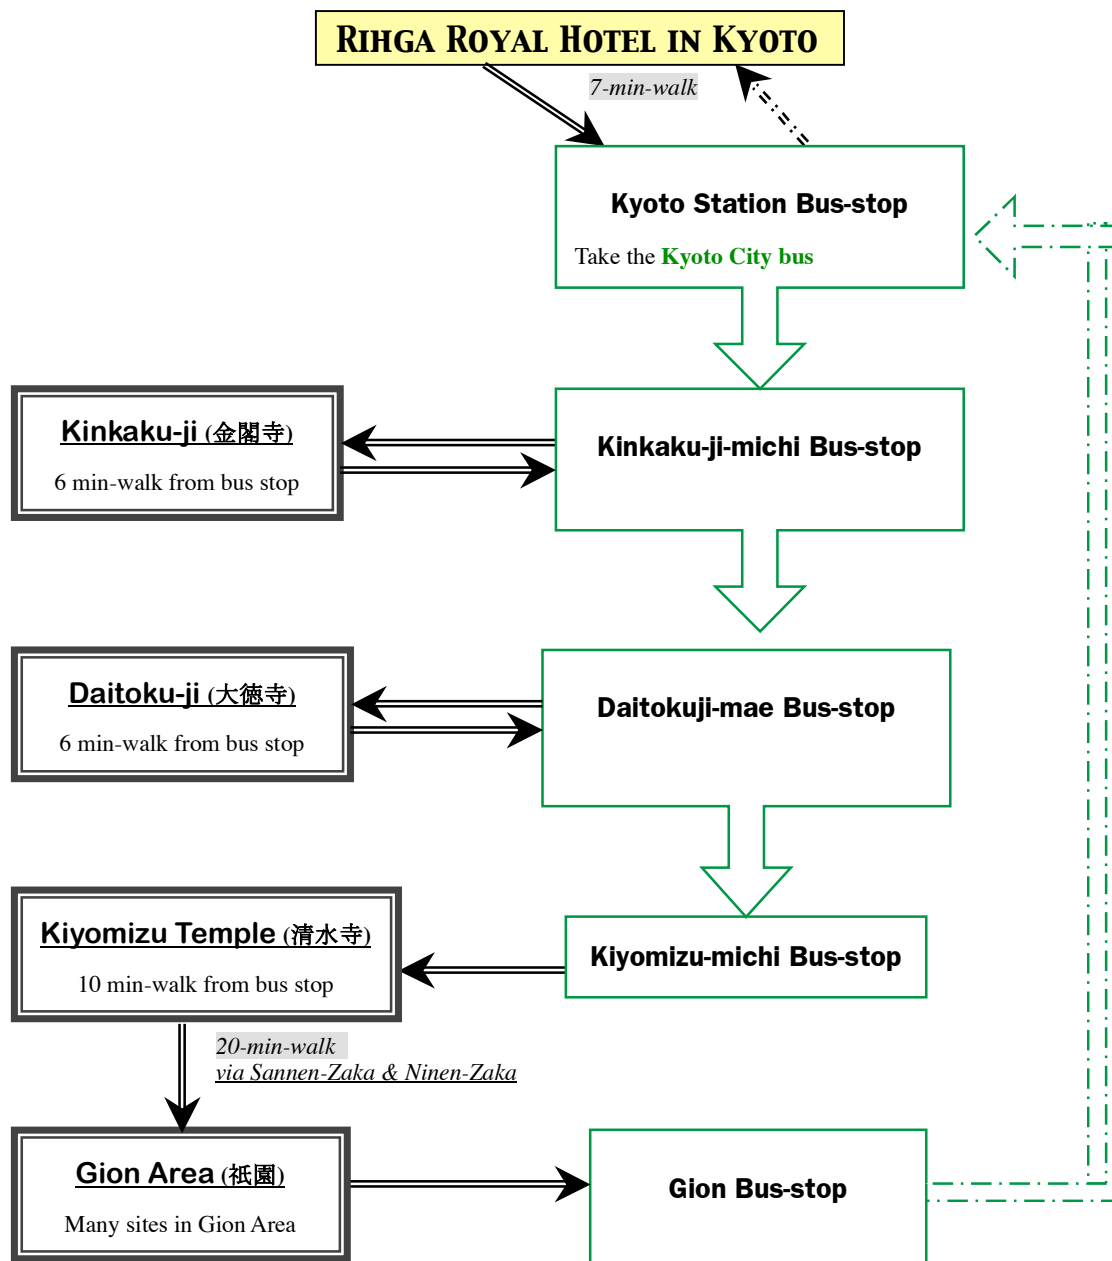 RIHGA ROYAL HOTEL IN KYOTO
7-min-walk
Kyoto Station Bus-stop
Take the Kyoto City bus
Kinkaku-ji (金閣寺)
6 min-walk from bus stop
Kinkaku-ji-michi Bus-stop
Daitoku-ji (大徳寺)
6 min-walk from bus stop
Daitokuji-mae Bus-stop
Kiyomizu Temple (清水寺)
10 min-walk from bus stop
Kiyomizu-michi Bus-stop
20-min-walk
via Sannen-Zaka & Ninen-Zaka
Gion Area (祇園)
Many sites in Gion Area
Gion Bus-stop